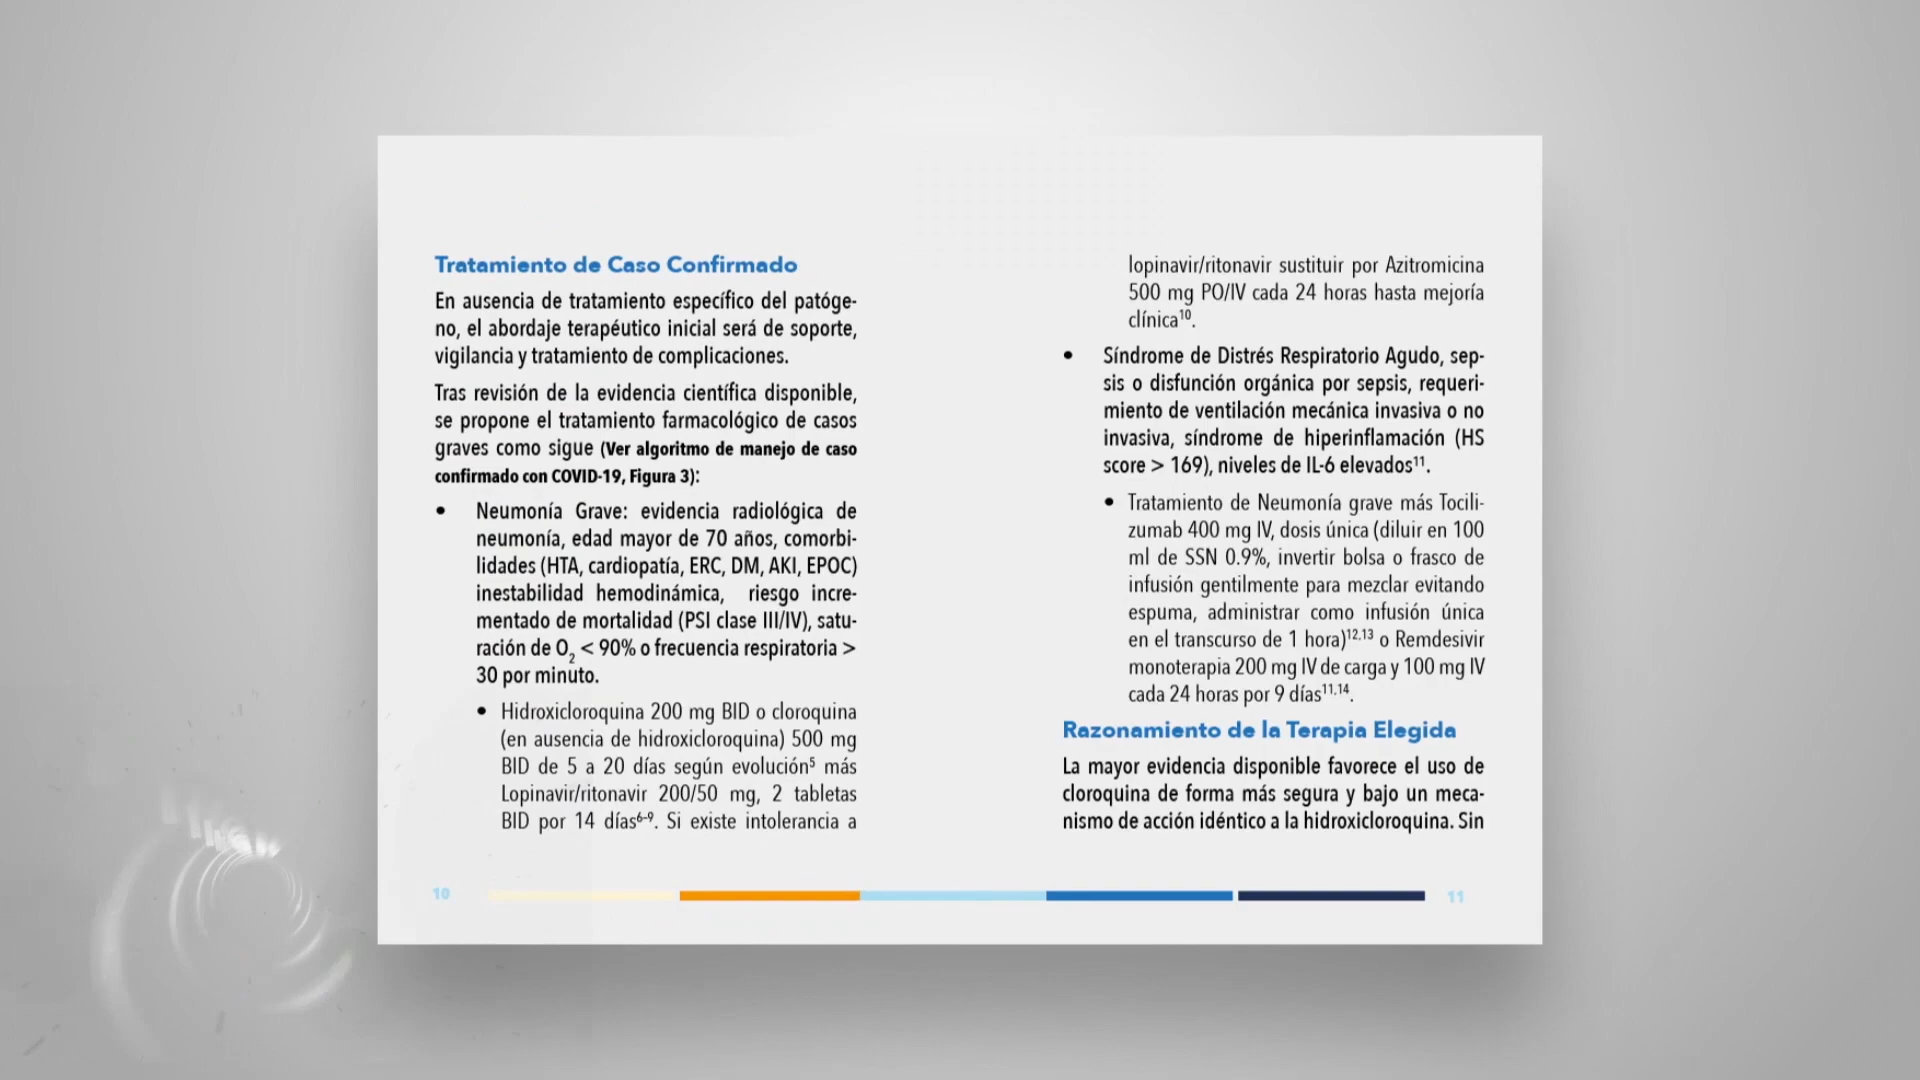 Tratamiento de Caso Confirmado
En ausencia de tratamiento específico del patóge-
no, el abordaje terapéutico inicial será de soporte,
vigilancia y tratamiento de complicaciones.
Tras revisión de la evidencia científica disponible,
se propone el tratamiento farmacológico de casos
graves como sigue (Ver algoritmo de manejo de caso
confirmado con COVID-19, Figura 3):
• Neumonía Grave: evidencia radiológica de
neumonía, edad mayor de 70 años, comorbi-
lidades (HTA, cardiopatía, ERC, DM, AKI, EPOC)
inestabilidad hemodinámica, riesgo incre-
mentado de mortalidad (PSI clase III/IV), satu-
ración de O₂ < 90% o frecuencia respiratoria >
30 por minuto.
• Hidroxicloroquina 200 mg BID o cloroquina
(en ausencia de hidroxicloroquina) 500 mg
BID de 5 a 20 días según evolución⁵ más
Lopinavir/ritonavir 200/50 mg, 2 tabletas
BID por 14 días⁶⁻⁹. Si existe intolerancia a
10
lopinavir/ritonavir sustituir por Azitromicina
500 mg PO/IV cada 24 horas hasta mejoría
clínica¹⁰.
• Síndrome de Distrés Respiratorio Agudo, sep-
sis o disfunción orgánica por sepsis, requeri-
miento de ventilación mecánica invasiva o no
invasiva, síndrome de hiperinflamación (HS
score > 169), niveles de IL-6 elevados¹¹.
• Tratamiento de Neumonía grave más Tocili-
zumab 400 mg IV, dosis única (diluir en 100
ml de SSN 0.9%, invertir bolsa o frasco de
infusión gentilmente para mezclar evitando
espuma, administrar como infusión única
en el transcurso de 1 hora)¹²,¹³ o Remdesivir
monoterapia 200 mg IV de carga y 100 mg IV
cada 24 horas por 9 días¹¹,¹⁴.
Razonamiento de la Terapia Elegida
La mayor evidencia disponible favorece el uso de
cloroquina de forma más segura y bajo un meca-
nismo de acción idéntico a la hidroxicloroquina. Sin
11